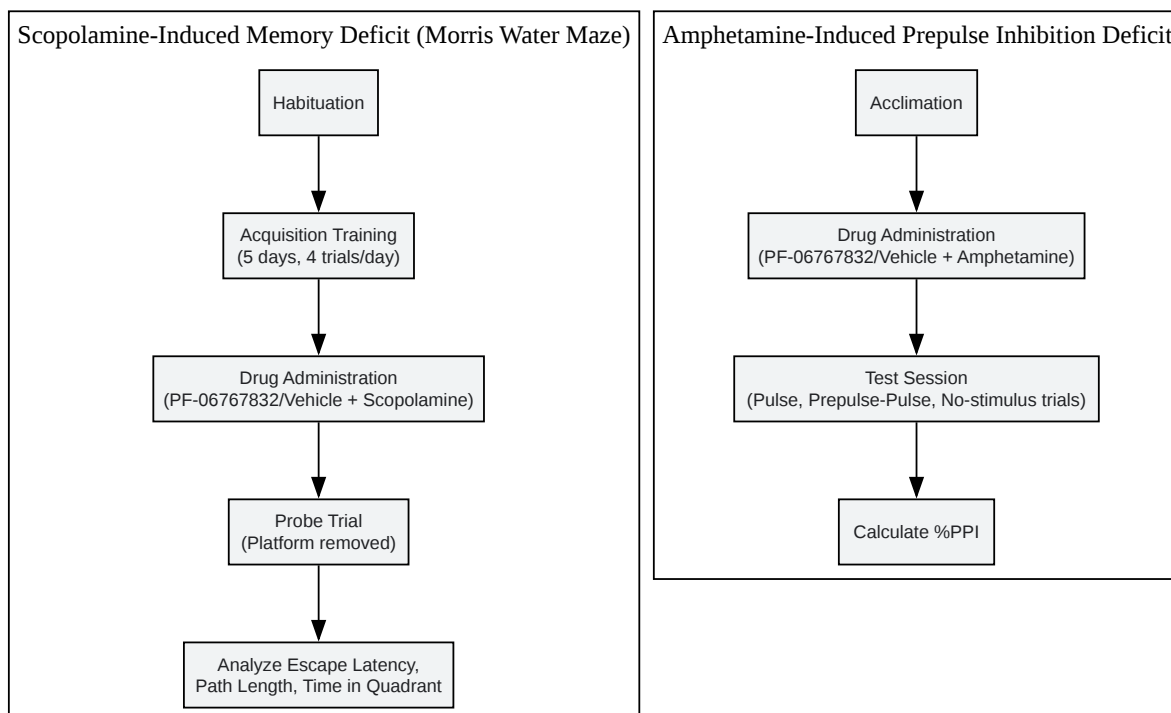 Scopolamine-Induced Memory Deficit (Morris Water Maze)
Habituation
Acquisition Training
(5 days, 4 trials/day)
Drug Administration
(PF-06767832/Vehicle + Scopolamine)
Probe Trial
(Platform removed)
Analyze Escape Latency,
Path Length, Time in Quadrant
Amphetamine-Induced Prepulse Inhibition Deficit
Acclimation
Drug Administration
(PF-06767832/Vehicle + Amphetamine)
Test Session
(Pulse, Prepulse-Pulse, No-stimulus trials)
Calculate %PPI